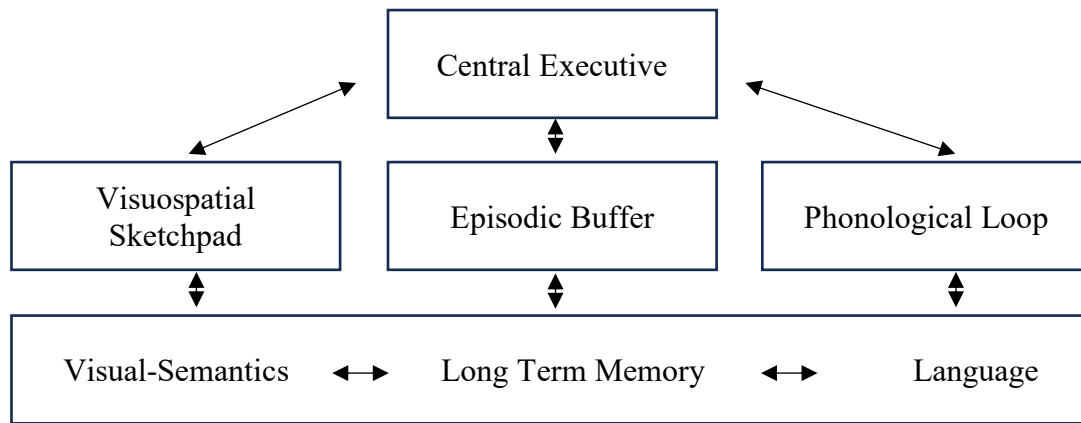 Central Executive
Visuospatial
Sketchpad
Episodic Buffer
Phonological Loop
Visual-Semantics
Long Term Memory
Language